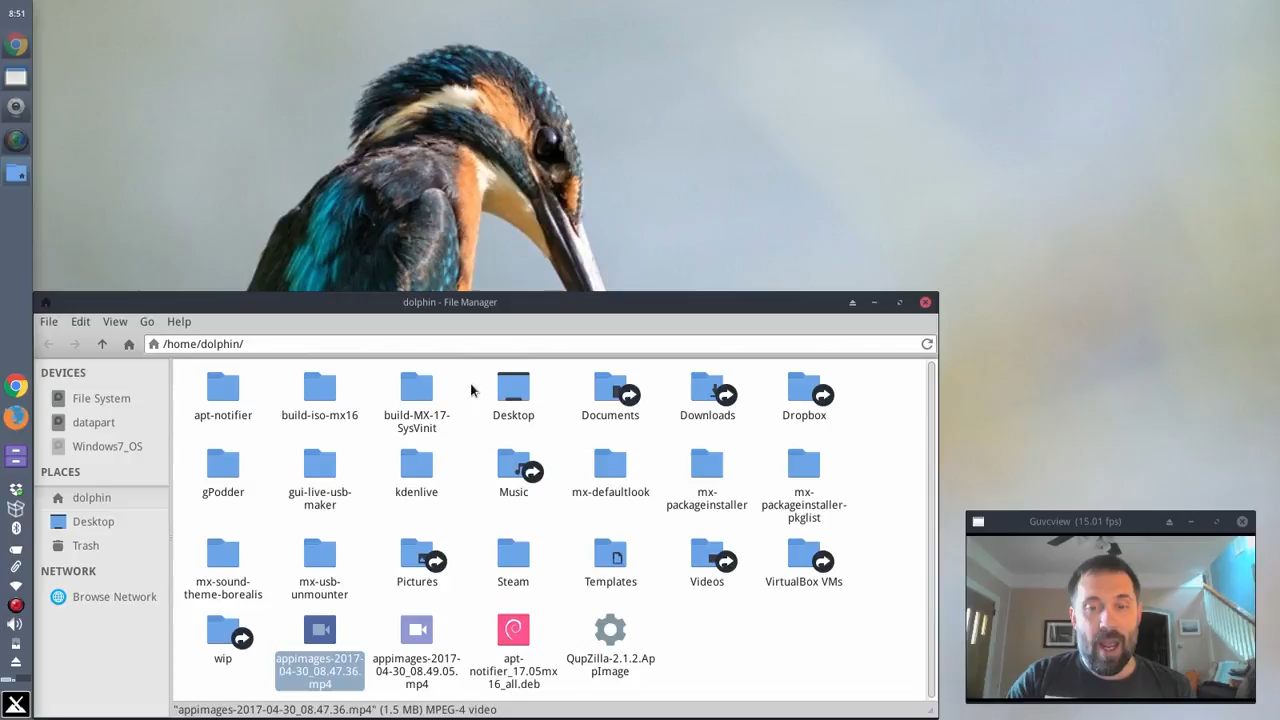 8:51
dolphin - File Manager
File Edit View Go Help
/home/dolphin/
DEVICES
File System
datapart
Windows7_OS
PLACES
dolphin
Desktop
Trash
NETWORK
Browse Network
apt-notifier
build-iso-mx16
build-MX-17-
SysVinit
Desktop
Documents
Downloads
Dropbox
gPodder
gui-live-usb-
maker
kdenlive
Music
mx-defaultlook
mx-
packageinstaller
mx-
packageinstaller-
pkglist
mx-sound-
theme-borealis
mx-usb-
unmounter
Pictures
Steam
Templates
Videos
VirtualBox VMs
wip
appimages-2017-
04-30_08.47.36.
mp4
appimages-2017-
04-30_08.49.05.
mp4
apt-
notifier_17.05mx
16_all.deb
QupZilla-2.1.2.Ap
pImage
"appimages-2017-04-30_08.47.36.mp4" (1.5 MB) MPEG-4 video
Guvcview (15.01 fps)